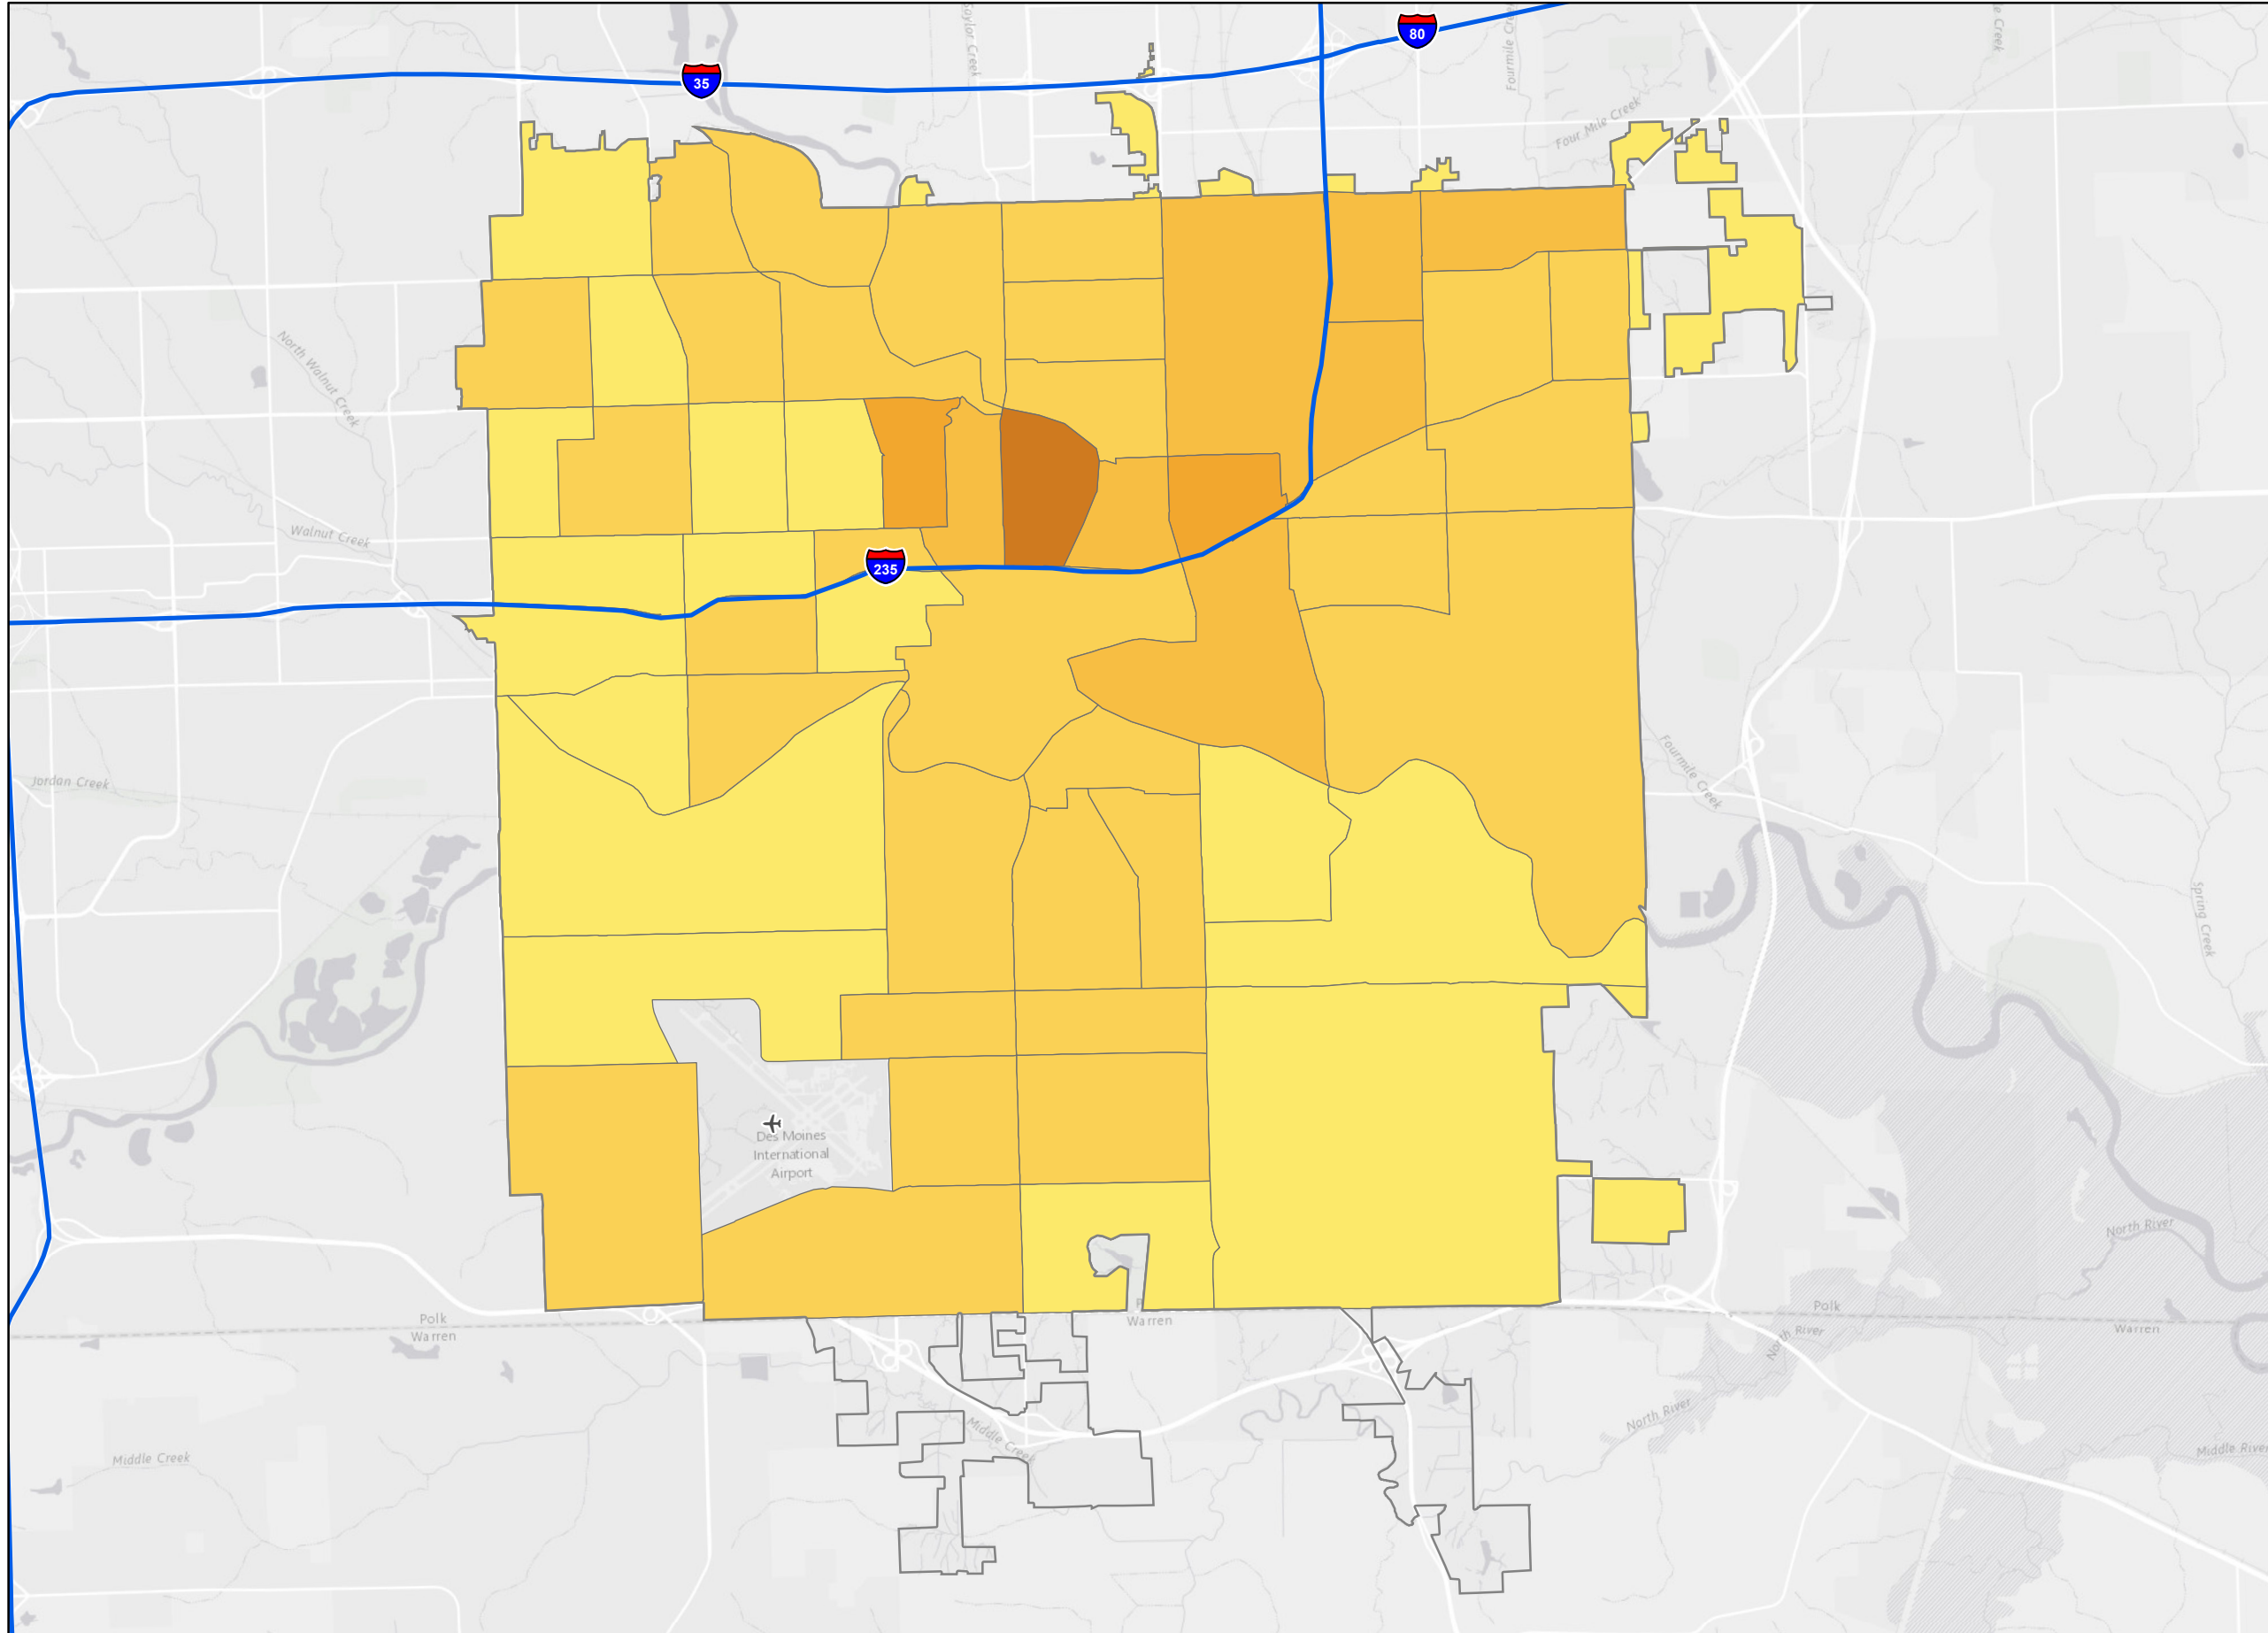 Saylor Creek
80
Fourmile Creek
35
Four Mile Creek
North Walnut Creek
Walnut Creek
235
Jordan Creek
Fourmile Creek
Spring Creek
Des Moines
International
Airport
North River
Polk
Warren
Warren
Polk
Warren
North River
North River
Middle Creek
Middle Creek
Middle River